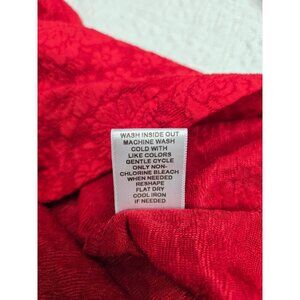 WASH INSIDE OUT
MACHINE WASH
COLD WITH
LIKE COLORS
GENTLE CYCLE
ONLY NON-
CHLORINE BLEACH
WHEN NEEDED
RESHAPE
FLAT DRY
COOL IRON
IF NEEDED